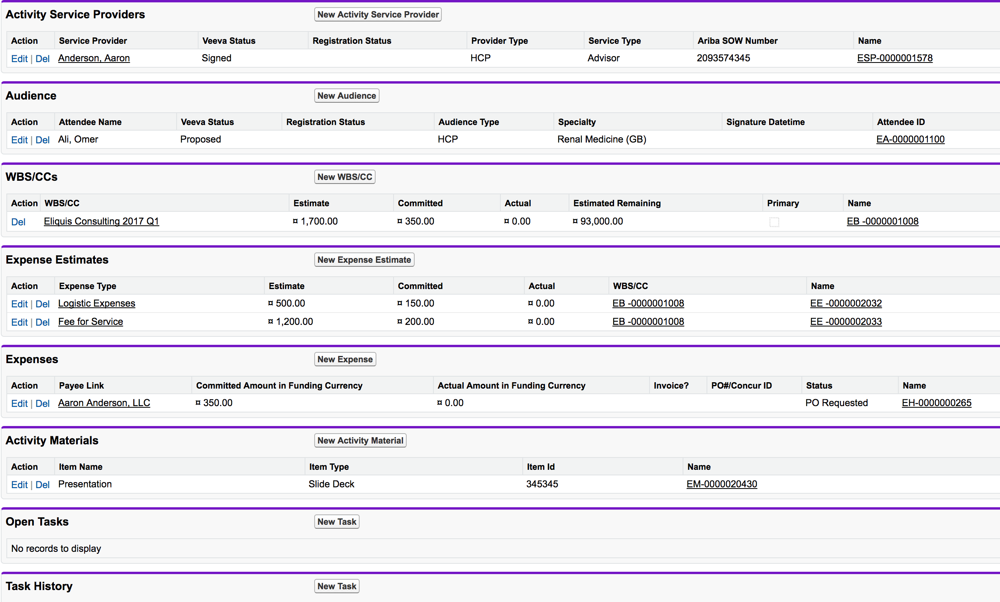 Activity Service Providers New Activity Service Provider
Action Service Provider Veeva Status Registration Status Provider Type Service Type Ariba SOW Number Name
Edit | Del Anderson, Aaron Signed HCP Advisor 2093574345 ESP-0000001578
Audience New Audience
Action Attendee Name Veeva Status Registration Status Audience Type Specialty Signature Datetime Attendee ID
Edit | Del Ali, Omer Proposed HCP Renal Medicine (GB) EA-0000001100
WBS/CCs New WBS/CC
Action WBS/CC Estimate Committed Actual Estimated Remaining Primary Name
Del Eliquis Consulting 2017 Q1 ¤ 1,700.00 ¤ 350.00 ¤ 0.00 ¤ 93,000.00 EB -0000001008
Expense Estimates New Expense Estimate
Action Expense Type Estimate Committed Actual WBS/CC Name
Edit | Del Logistic Expenses ¤ 500.00 ¤ 150.00 ¤ 0.00 EB -0000001008 EE -0000002032
Edit | Del Fee for Service ¤ 1,200.00 ¤ 200.00 ¤ 0.00 EB -0000001008 EE -0000002033
Expenses New Expense
Action Payee Link Committed Amount in Funding Currency Actual Amount in Funding Currency Invoice? PO#/Concur ID Status Name
Edit | Del Aaron Anderson, LLC ¤ 350.00 ¤ 0.00 PO Requested EH-0000000265
Activity Materials New Activity Material
Action Item Name Item Type Item Id Name
Edit | Del Presentation Slide Deck 345345 EM-0000020430
Open Tasks New Task
No records to display
Task History New Task